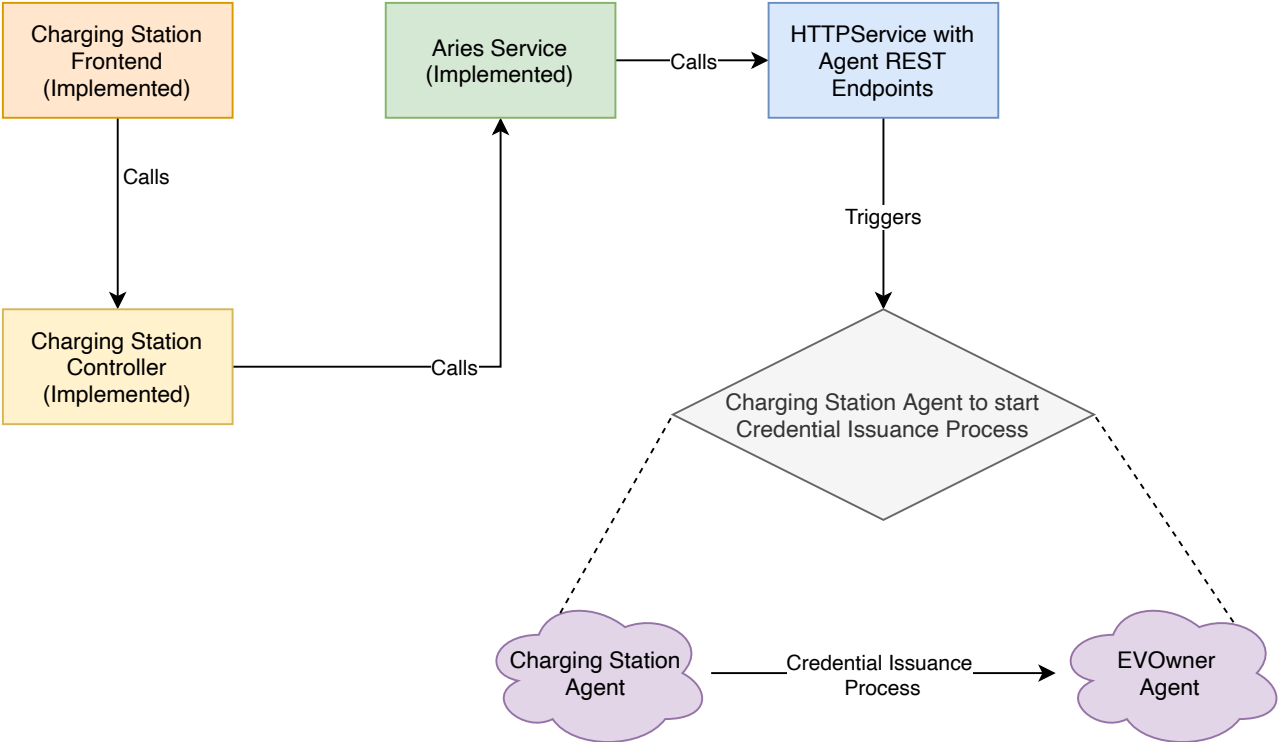 Charging Station
Frontend
(Implemented)
Aries Service
(Implemented)
HTTPService with
Agent REST
Endpoints
Calls
Calls
Triggers
Charging Station
Controller
(Implemented)
Calls
Charging Station Agent to start
Credential Issuance Process
Charging Station
Agent
Credential Issuance
Process
EVOwner
Agent